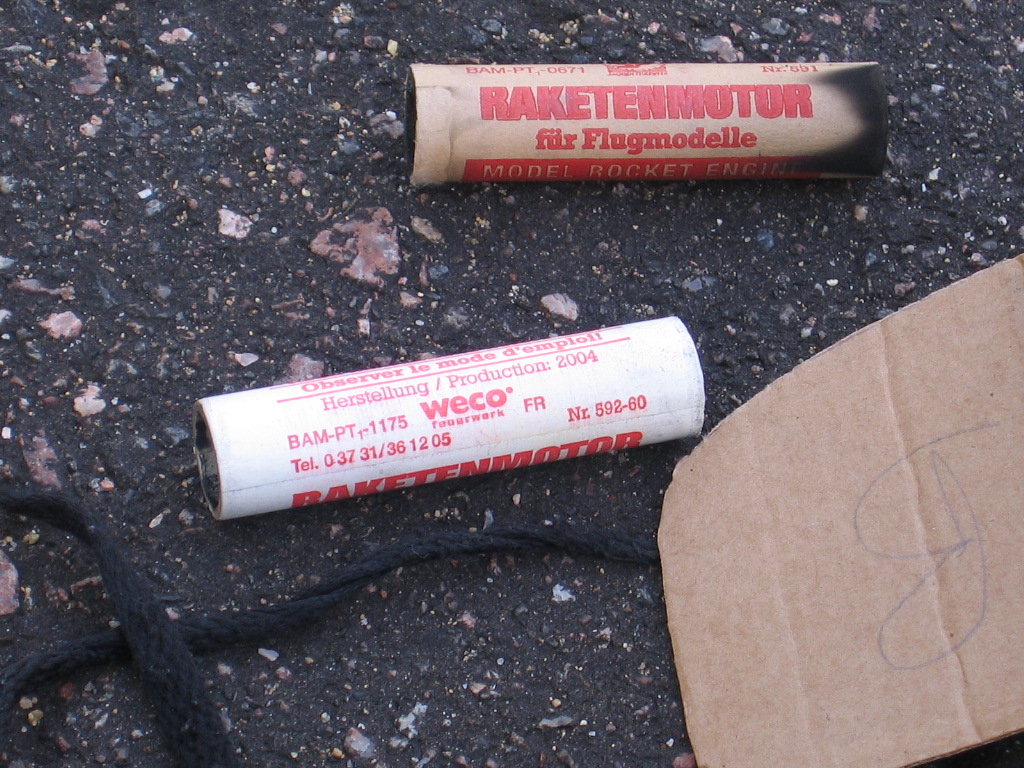 BAM-PT1-0671 Nr. 591
RAKETENMOTOR
für Flugmodelle
MODEL ROCKET ENGINE
Observer le mode d'emploi!
Herstellung / Production: 2004
BAM-PT1-1175 weco feuerwerk FR Nr. 592-60
Tel. 0 37 31/36 12 05
RAKETENMOTOR